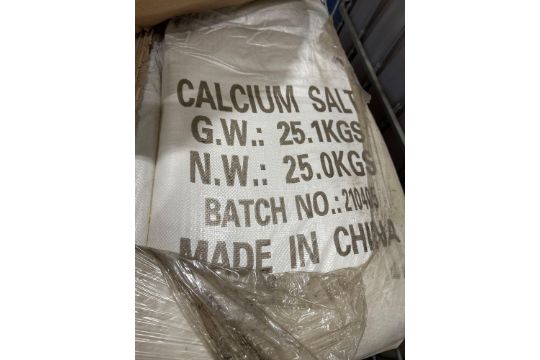 CALCIUM SALT
G.W.: 25.1KGS
N.W.: 25.0KGS
BATCH NO.:
MADE IN CHINA